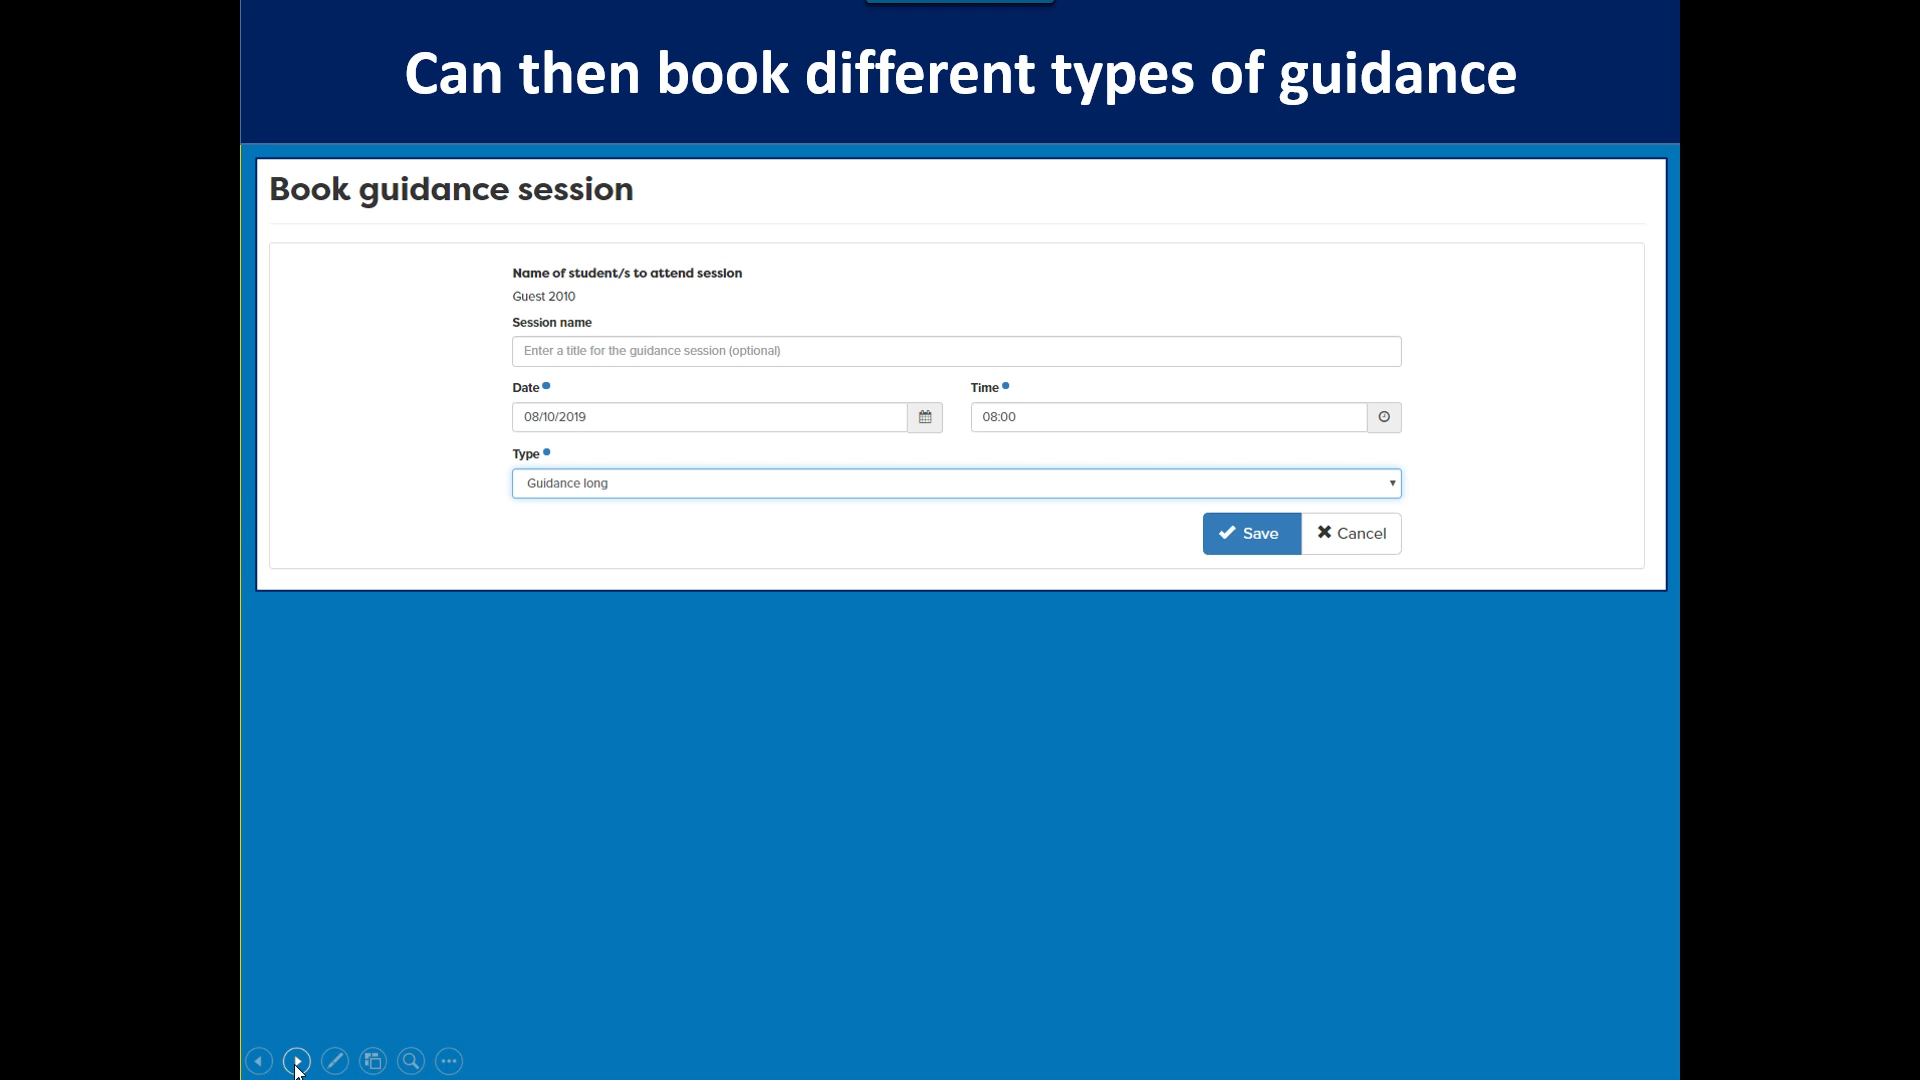 Can then book different types of guidance
Book guidance session
Name of student/s to attend session
Guest 2010
Session name
Enter a title for the guidance session (optional)
Date Time
08/10/2019 08:00
Type
Guidance long
Save Cancel